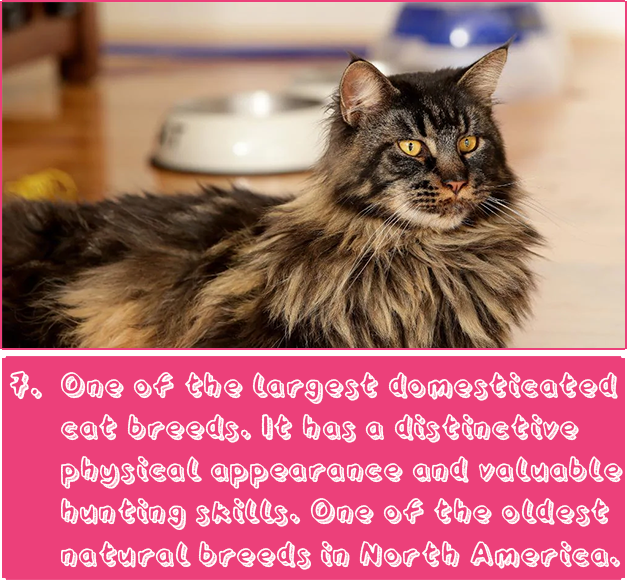 7. One of the largest domesticated
cat breeds. It has a distinctive
physical appearance and valuable
hunting skills. One of the oldest
natural breeds in North America.